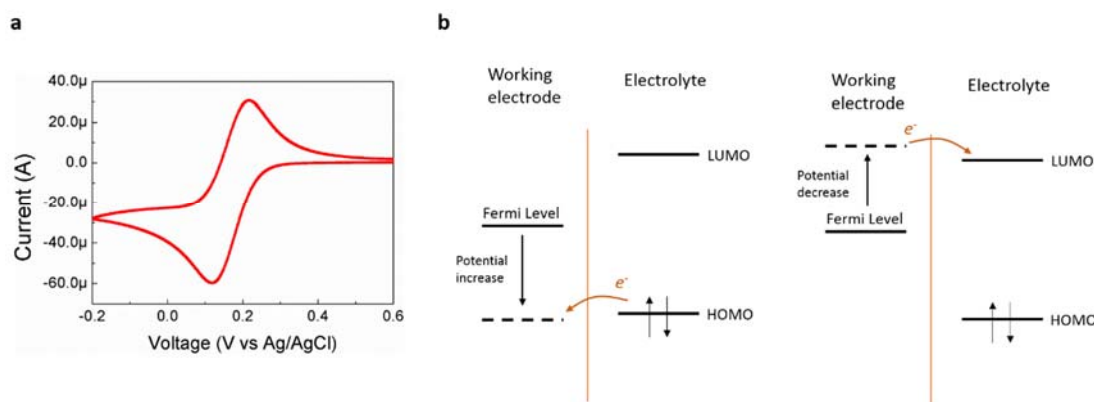 a
40.0µ
20.0µ
0.0
-20.0µ
-40.0µ
-60.0µ
Current (A)
-0.2
0.0
0.2
0.4
0.6
Voltage (V vs Ag/AgCl)
b
Working
electrode
Electrolyte
LUMO
Fermi Level
Potential
increase
e⁻
HOMO
Working
electrode
Electrolyte
e⁻
LUMO
Potential
decrease
Fermi Level
HOMO